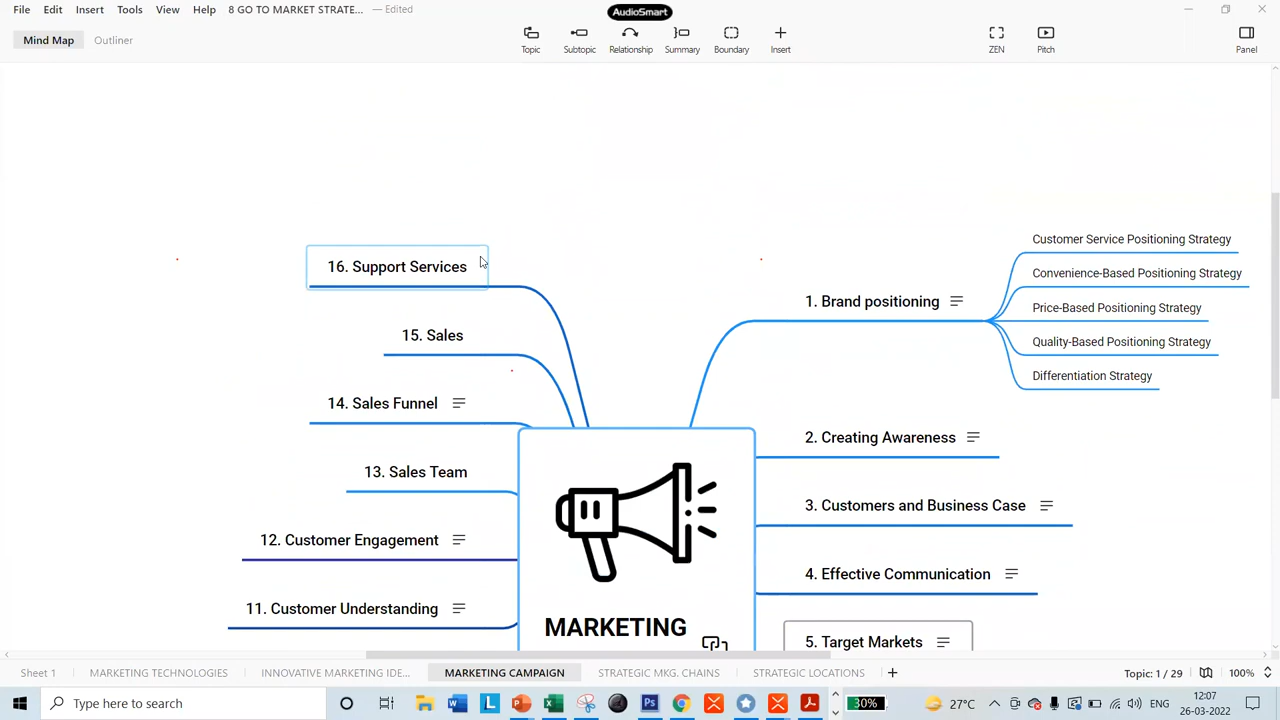 File Edit Insert Tools View Help 8 GO TO MARKET STRATE... — Edited
AudioSmart
Mind Map Outliner
Topic Subtopic Relationship Summary Boundary Insert ZEN Pitch Panel
16. Support Services
15. Sales
14. Sales Funnel
13. Sales Team
12. Customer Engagement
11. Customer Understanding
MARKETING
1. Brand positioning
Customer Service Positioning Strategy
Convenience-Based Positioning Strategy
Price-Based Positioning Strategy
Quality-Based Positioning Strategy
Differentiation Strategy
2. Creating Awareness
3. Customers and Business Case
4. Effective Communication
5. Target Markets
Sheet 1 MARKETING TECHNOLOGIES INNOVATIVE MARKETING IDE... MARKETING CAMPAIGN STRATEGIC MKG. CHAINS STRATEGIC LOCATIONS Topic: 1 / 29 100%
Type here to search 30% 27°C ENG 12:07
26-03-2022